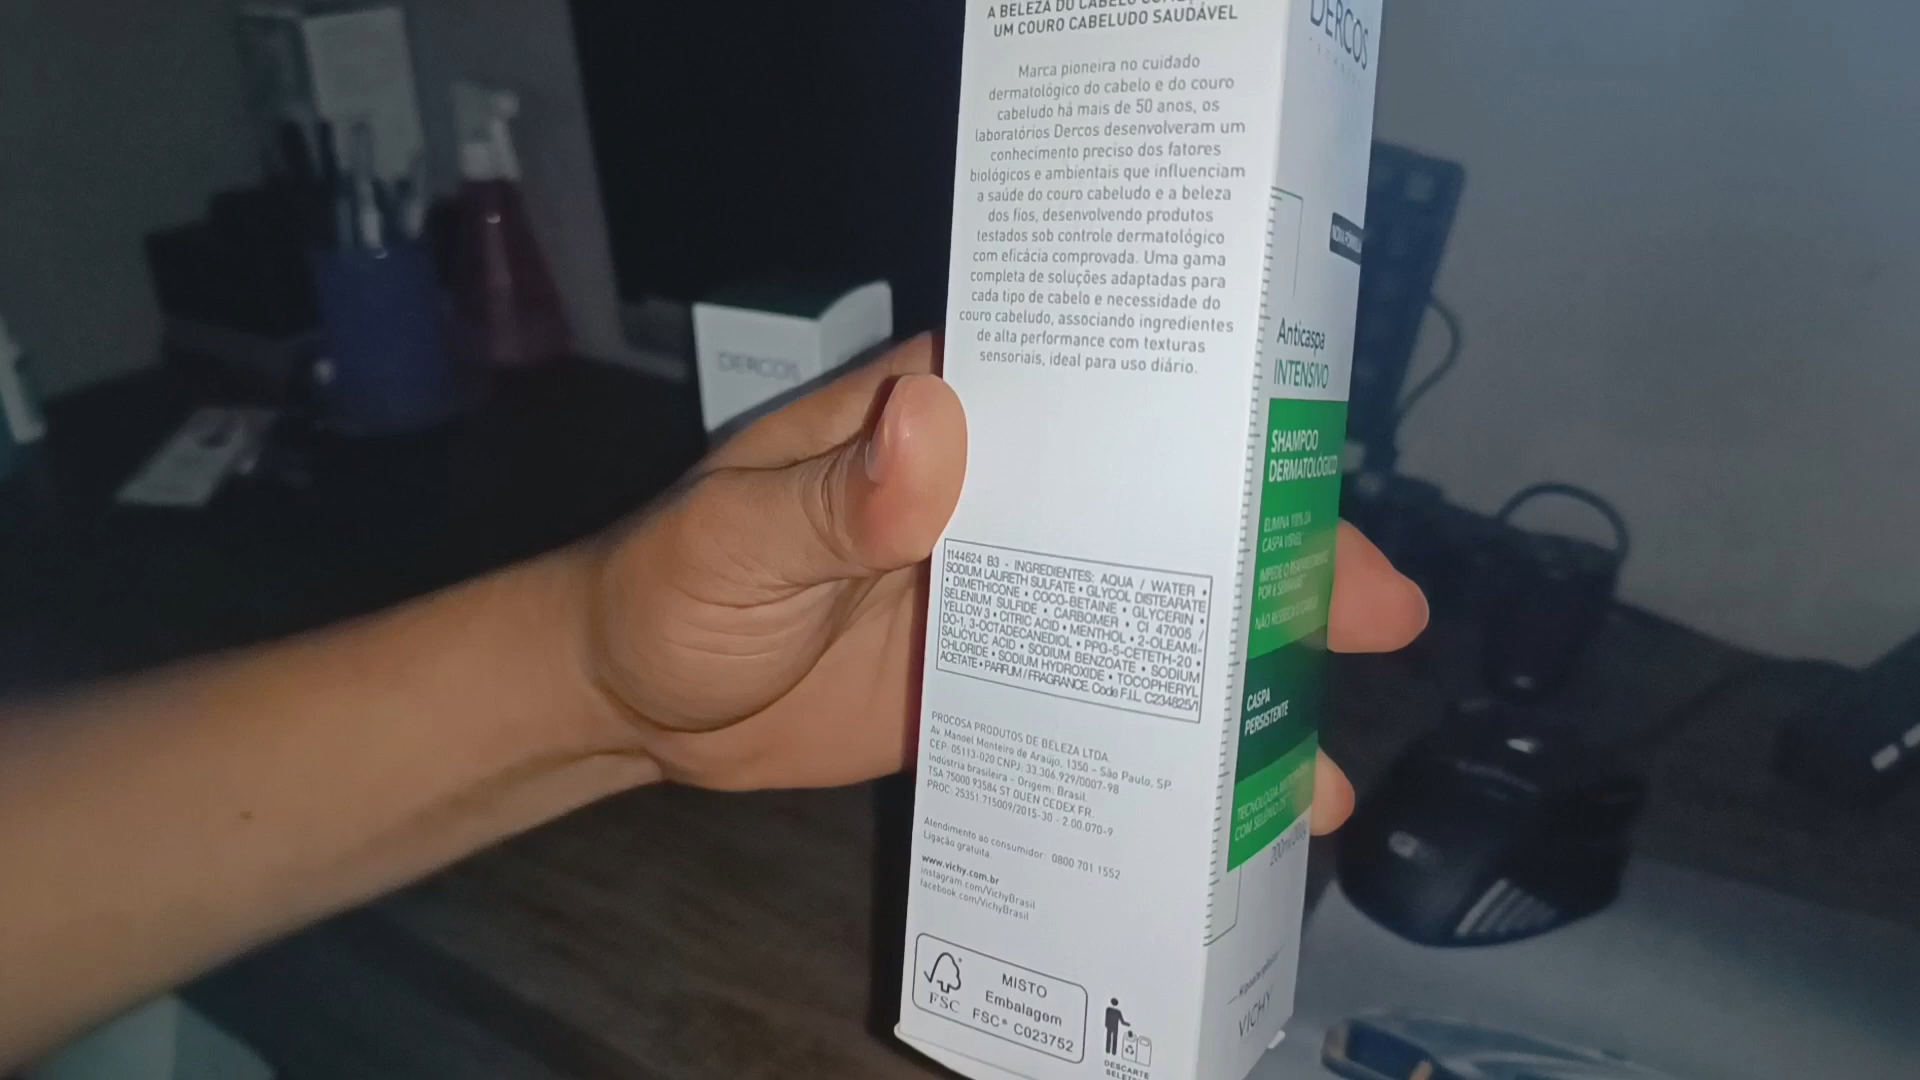 UM COURO CABELUDO SAUDÁVEL
Marca pioneira no cuidado
dermatológico do cabelo e do couro
cabeludo há mais de 50 anos, os
laboratórios Dercos desenvolveram um
conhecimento preciso dos fatores
biológicos e ambientais que influenciam
a saúde do couro cabeludo e a beleza
dos fios, desenvolvendo produtos
testados sob controle dermatológico
com eficácia comprovada. Uma gama
completa de soluções adaptadas para
cada tipo de cabelo e necessidade do
couro cabeludo, associando ingredientes
de alta performance com texturas
sensoriais, ideal para uso diário.
1144624 B3 - INGREDIENTES: AQUA / WATER •
SODIUM LAURETH SULFATE • GLYCOL DISTEARATE
• DIMETHICONE • COCO-BETAINE • GLYCERIN •
SELENIUM SULFIDE • CARBOMER • CI 47005 /
YELLOW 3 • CITRIC ACID • MENTHOL • 2-OLEAMI-
DO-1, 3-OCTADECANEDIOL • PPG-5-CETETH-20 •
SALICYLIC ACID • SODIUM BENZOATE • SODIUM
CHLORIDE • SODIUM HYDROXIDE • TOCOPHERYL
ACETATE • PARFUM / FRAGRANCE. Code F.I.L. C234825/1
PROCOSA PRODUTOS DE BELEZA LTDA.
Av. Manoel Monteiro de Araújo, 1350 - São Paulo, SP
CEP: 05113-020 CNPJ: 33.306.929/0007-98
Indústria brasileira - Origem: Brasil.
TSA 75000 93584 ST OUEN CEDEX FR.
PROC: 25351.715009/2015-30 - 2.00.070-9
Atendimento ao consumidor: 0800 701 1552
Ligação gratuita.
www.vichy.com.br
instagram.com/VichyBrasil
facebook.com/VichyBrasil
FSC
MISTO
Embalagem
FSC® C023752
DESCARTE
DERCOS
Anticaspa
INTENSIVO
SHAMPOO
DERMATOLÓGICO
ELIMINA 100% DA
CASPA VISÍVEL
CASPA
PERSISTENTE
VICHY
DERCOS